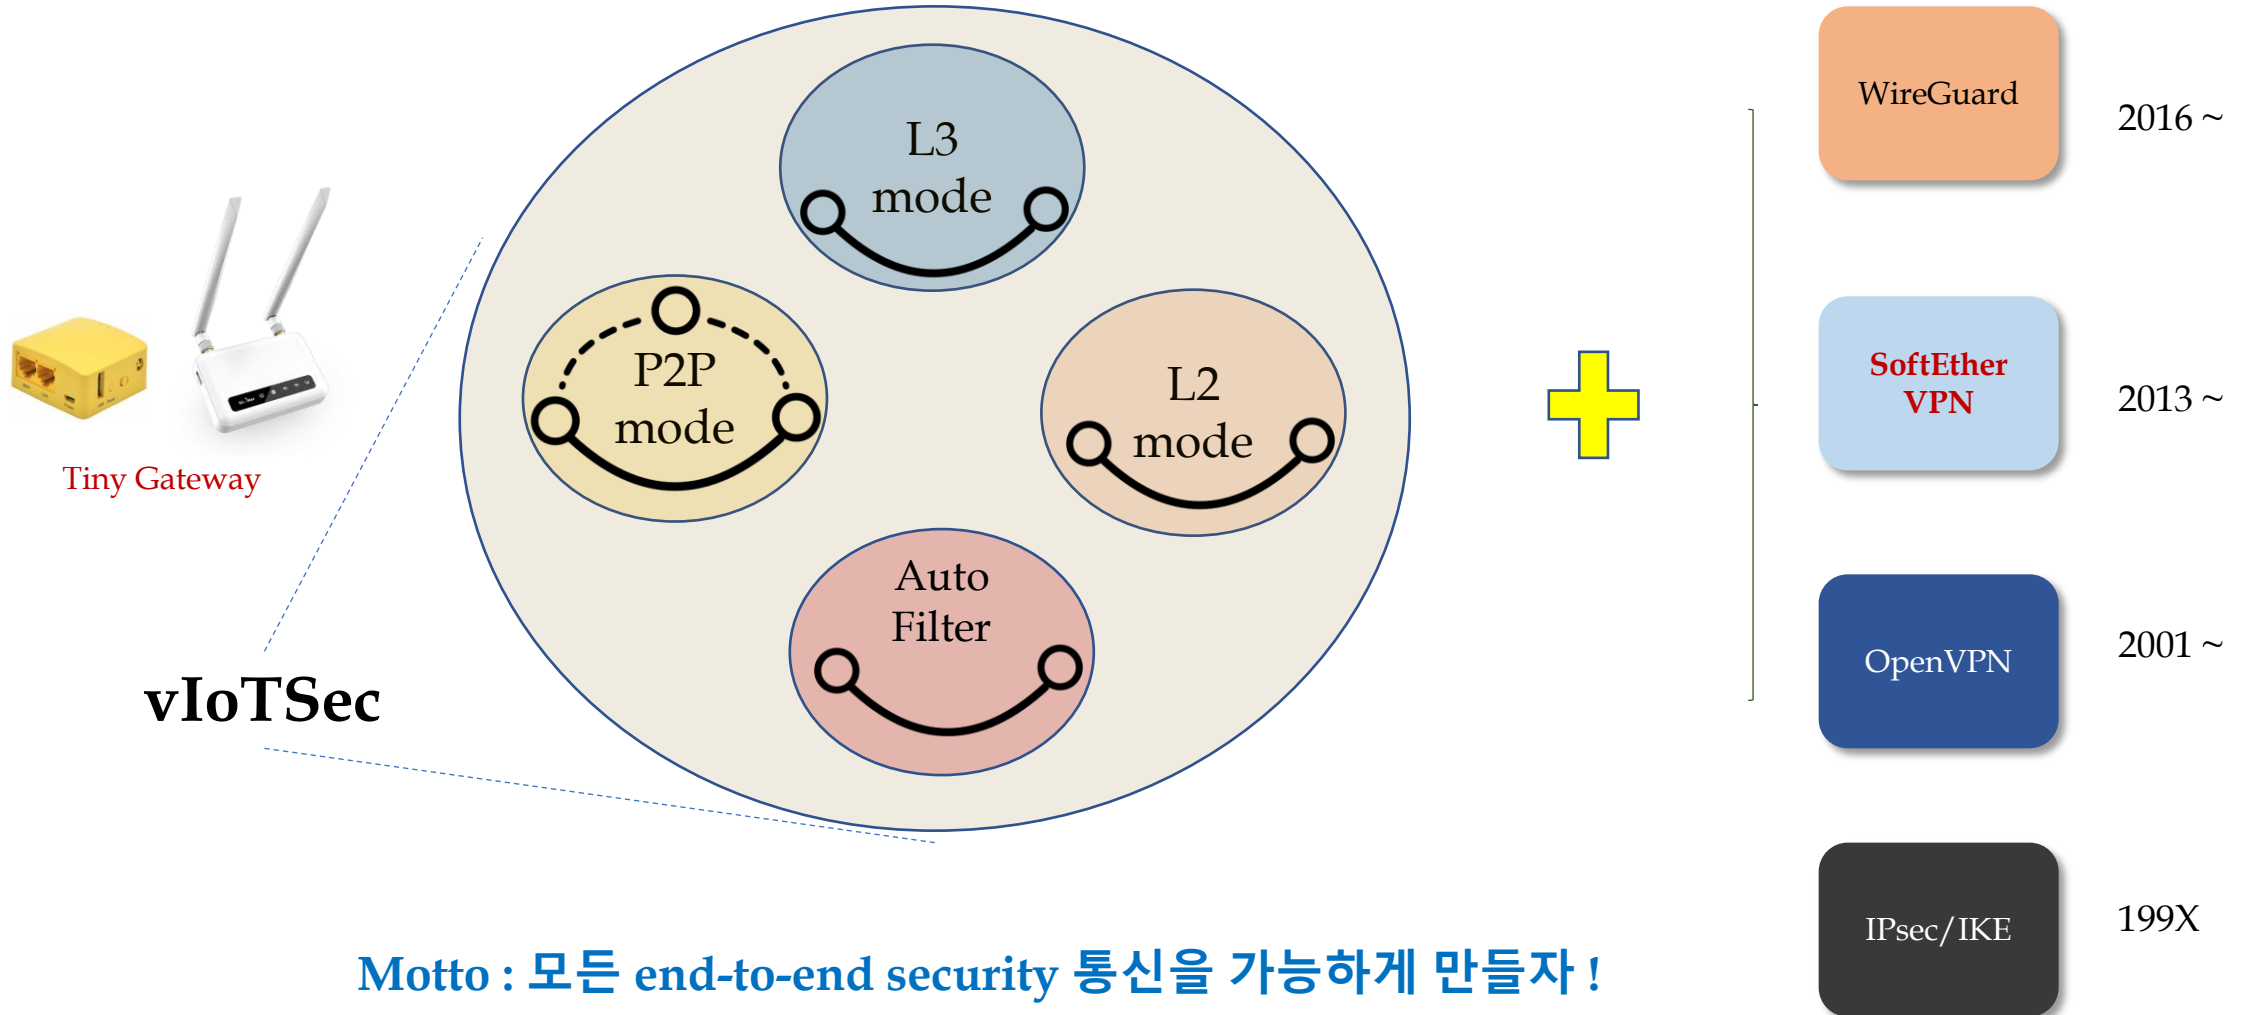 L3
mode
P2P
mode
L2
mode
Auto
Filter
Tiny Gateway
vIoTSec
WireGuard
2016 ~
SoftEther
VPN
2013 ~
OpenVPN
2001 ~
IPsec/IKE
199X
Motto : 모든 end-to-end security 통신을 가능하게 만들자 !